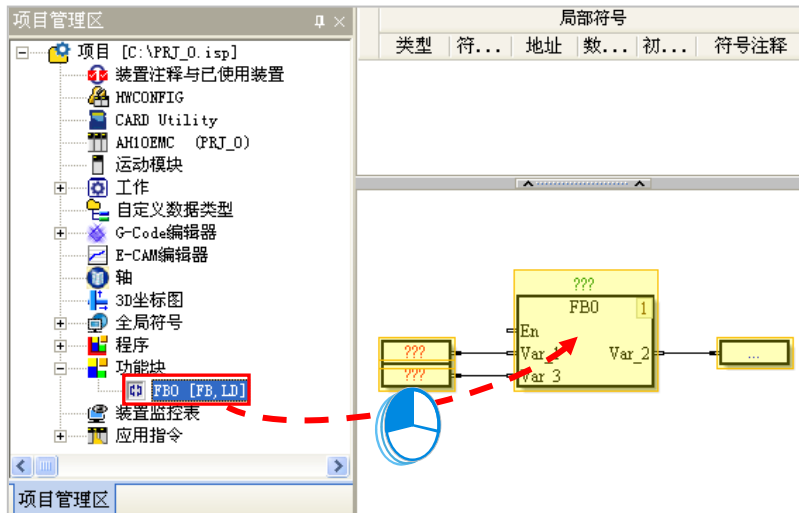 项目管理区
项目 [C:\PRJ_0.isp]
装置注释与已使用装置
HWCONFIG
CARD Utility
AH10EMC (PRJ_0)
运动模块
工作
自定义数据类型
G-Code编辑器
E-CAM编辑器
轴
3D坐标图
全局符号
程序
功能块
FB0 [FB,LD]
装置监控表
应用指令
项目管理区
局部符号
类型 符... 地址 数... 初... 符号注释
???
FB0 1
En
??? Var_1 Var_2 ...
??? Var_3